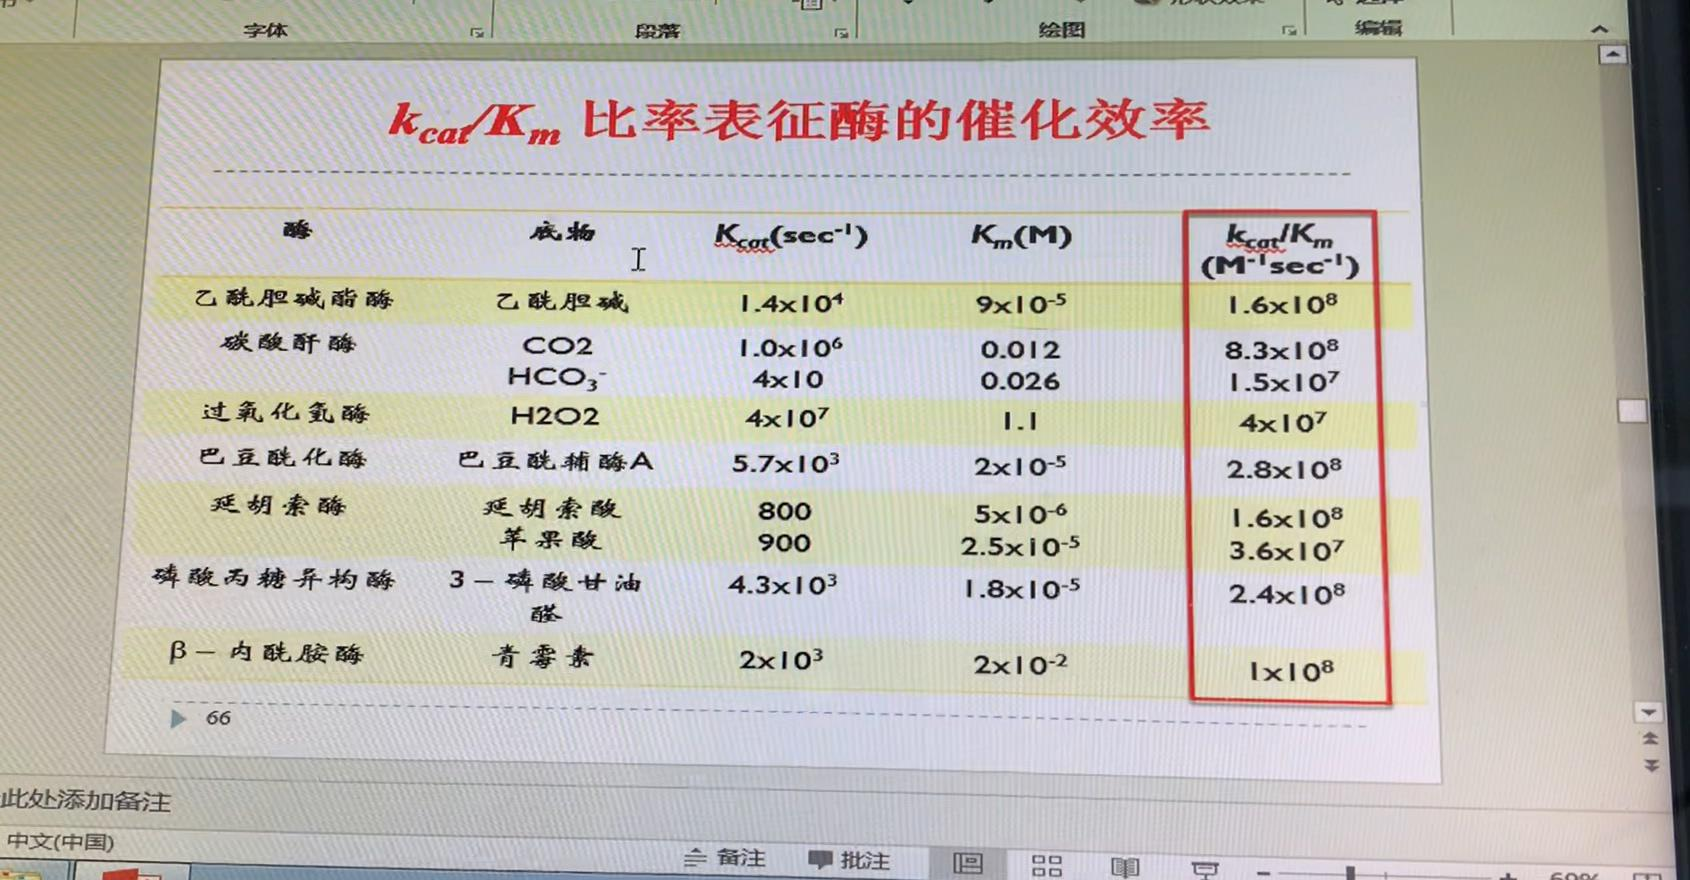 字体 段落 绘图 编辑
kcat/Km 比率表征酶的催化效率
酶 底物 Kcat(sec⁻¹) Km(M) kcat/Km
(M⁻¹sec⁻¹)
乙酰胆碱酯酶 乙酰胆碱 1.4x10⁴ 9x10⁻⁵ 1.6x10⁸
碳酸酐酶 CO2 1.0x10⁶ 0.012 8.3x10⁸
HCO₃⁻ 4x10 0.026 1.5x10⁷
过氧化氢酶 H2O2 4x10⁷ 1.1 4x10⁷
巴豆酰化酶 巴豆酰辅酶A 5.7x10³ 2x10⁻⁵ 2.8x10⁸
延胡索酶 延胡索酸 800 5x10⁻⁶ 1.6x10⁸
苹果酸 900 2.5xi0⁻⁵ 3.6x10⁷
磷酸丙糖异构酶 3－磷酸甘油 4.3x10³ 1.8x10⁻⁵ 2.4x10⁸
醛
β－内酰胺酶 青霉素 2x10³ 2x10⁻² 1x10⁸
66
此处添加备注
中文(中国)
备注 批注